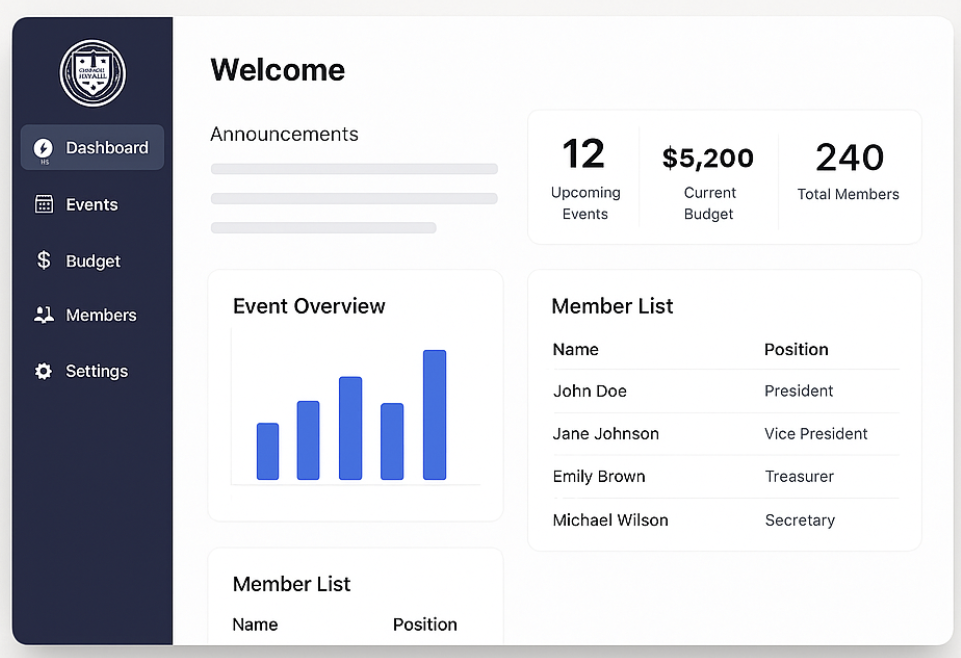 Welcome
Dashboard
Events
Budget
Members
Settings
Announcements
12
Upcoming
Events
$5,200
Current
Budget
240
Total Members
Event Overview
Member List
Name Position
John Doe President
Jane Johnson Vice President
Emily Brown Treasurer
Michael Wilson Secretary
Member List
Name Position